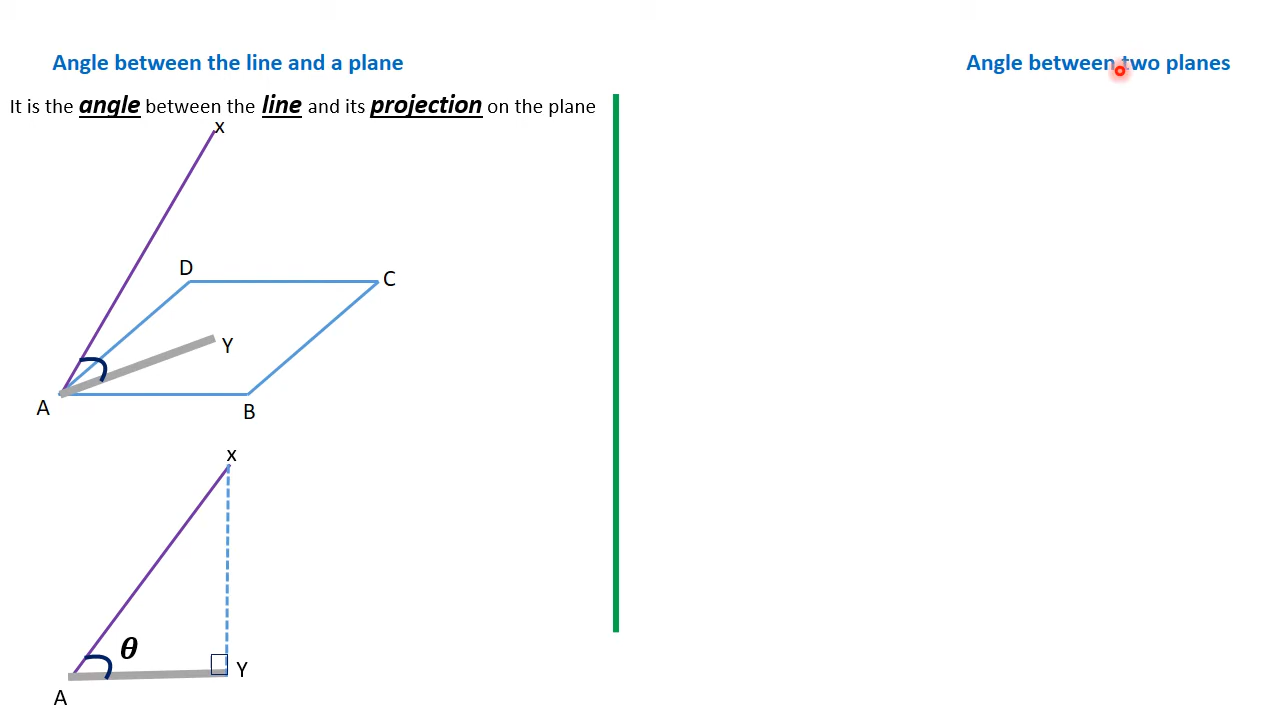 Angle between the line and a plane
Angle between two planes
It is the angle between the line and its projection on the plane
x
D
C
Y
A
B
x
θ
Y
A